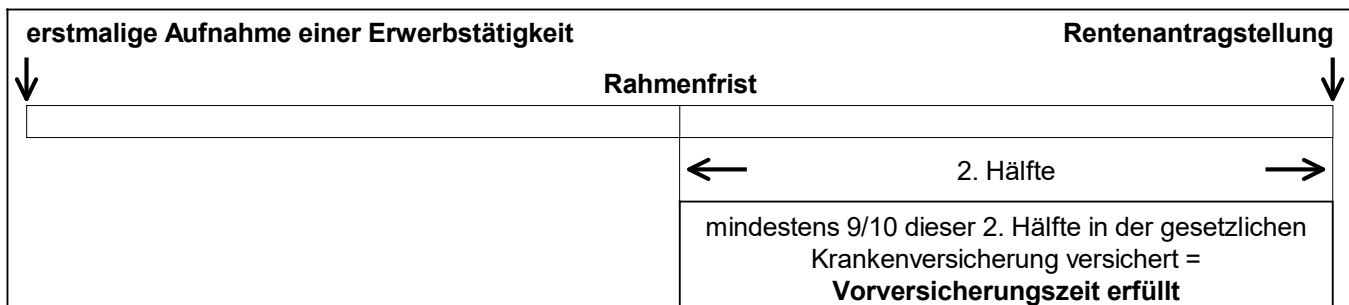 erstmalige Aufnahme einer Erwerbstätigkeit Rentenantragstellung
Rahmenfrist
2. Hälfte
mindestens 9/10 dieser 2. Hälfte in der gesetzlichen
Krankenversicherung versichert =
Vorversicherungszeit erfüllt